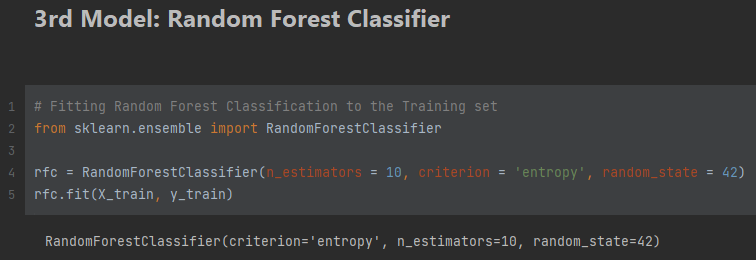 3rd Model: Random Forest Classifier
1 # Fitting Random Forest Classification to the Training set
2 from sklearn.ensemble import RandomForestClassifier
3
4 rfc = RandomForestClassifier(n_estimators = 10, criterion = 'entropy', random_state = 42)
5 rfc.fit(X_train, y_train)
RandomForestClassifier(criterion='entropy', n_estimators=10, random_state=42)